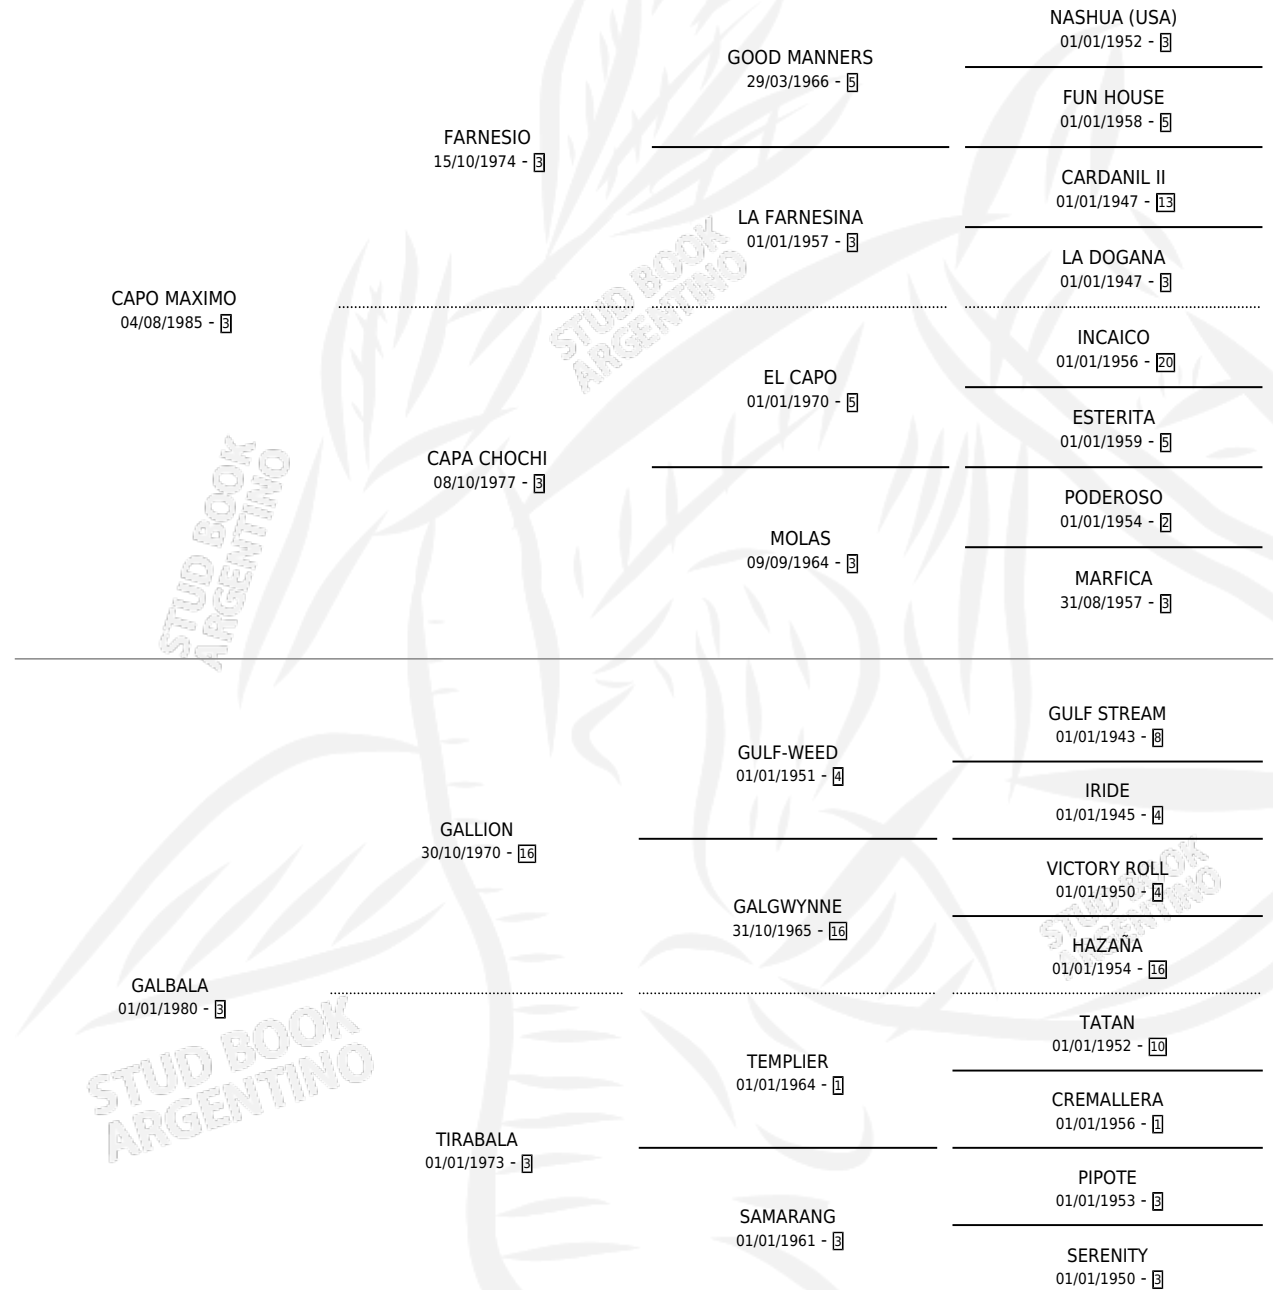 NASHUA (USA)
01/01/1952 - 3
GOOD MANNERS
29/03/1966 - 5
FUN HOUSE
01/01/1958 - 5
FARNESIO
15/10/1974 - 3
CARDANIL II
01/01/1947 - 13
LA FARNESINA
01/01/1957 - 3
LA DOGANA
01/01/1947 - 3
CAPO MAXIMO
04/08/1985 - 3
INCAICO
01/01/1956 - 20
EL CAPO
01/01/1970 - 5
ESTERITA
01/01/1959 - 5
CAPA CHOCHI
08/10/1977 - 3
PODEROSO
01/01/1954 - 2
MOLAS
09/09/1964 - 3
MARFICA
31/08/1957 - 3
GULF STREAM
01/01/1943 - 8
GULF-WEED
01/01/1951 - 4
IRIDE
01/01/1945 - 4
GALLION
30/10/1970 - 16
VICTORY ROLL
01/01/1950 - 4
GALGWYNNE
31/10/1965 - 16
HAZAÑA
01/01/1954 - 16
GALBALA
01/01/1980 - 3
TATAN
01/01/1952 - 10
TEMPLIER
01/01/1964 - 1
CREMALLERA
01/01/1956 - 1
TIRABALA
01/01/1973 - 3
PIPOTE
01/01/1953 - 3
SAMARANG
01/01/1961 - 3
SERENITY
01/01/1950 - 3
STUD BOOK
ARGENTINO
STUD BOOK
ARGENTINO
STUD BOOK
ARGENTINO
STUD BOOK
ARGENTINO